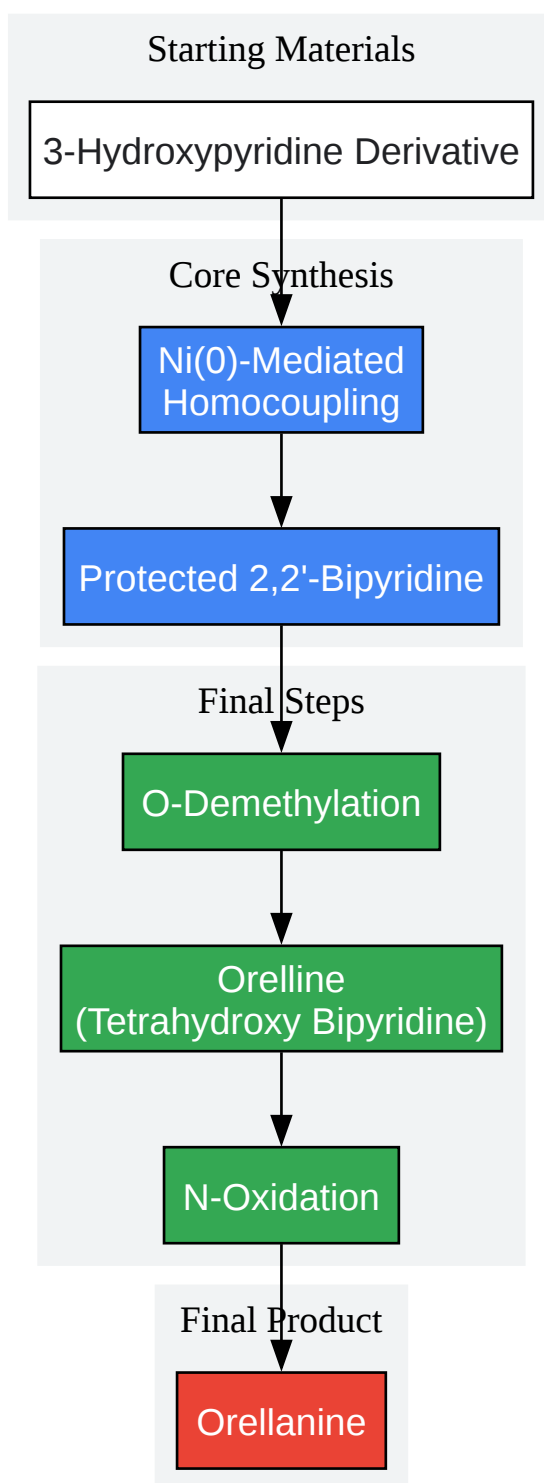 Starting Materials
3-Hydroxypyridine Derivative
Core Synthesis
Ni(0)-Mediated
Homocoupling
Protected 2,2'-Bipyridine
Final Steps
O-Demethylation
Orelline
(Tetrahydroxy Bipyridine)
N-Oxidation
Final Product
Orellanine